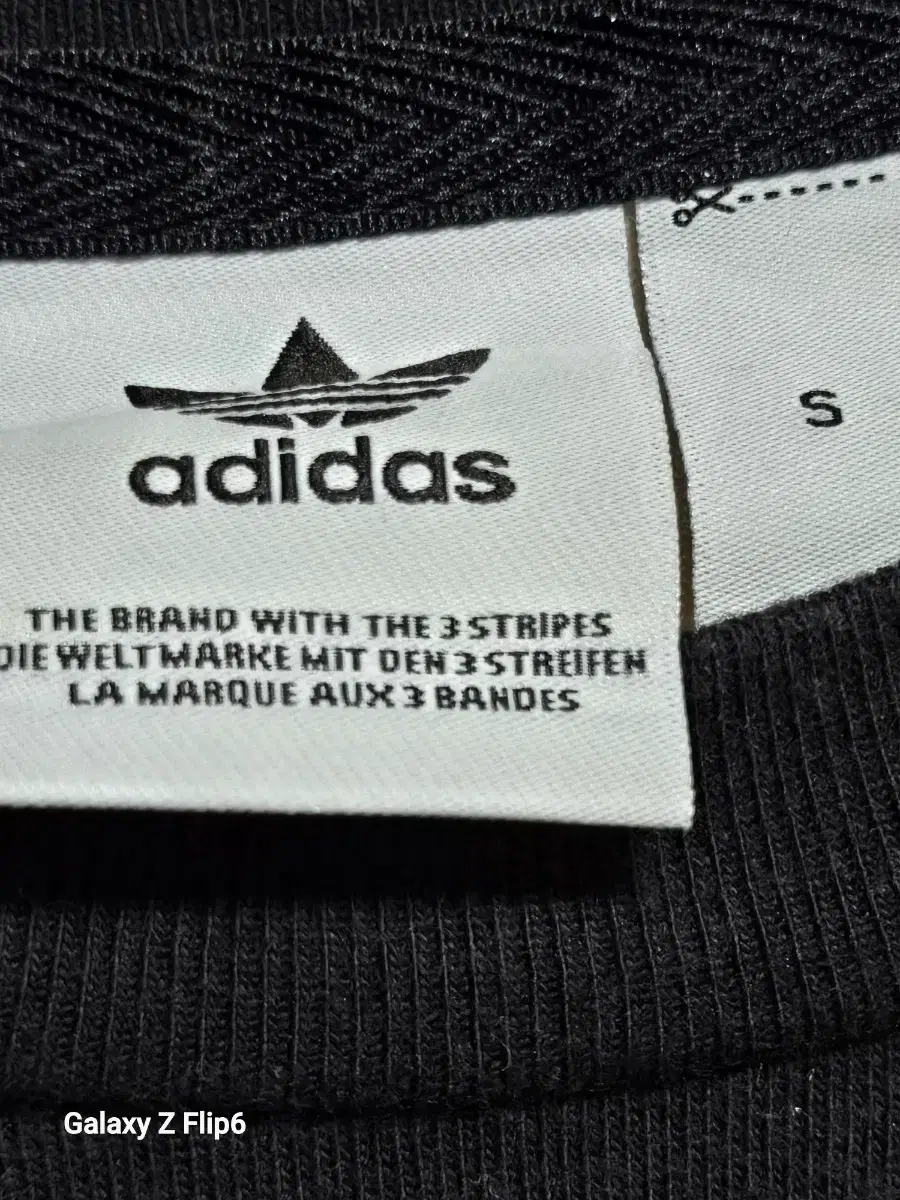 adidas
S
THE BRAND WITH THE 3 STRIPES
DIE WELTMARKE MIT DEN 3 STREIFEN
LA MARQUE AUX 3 BANDES
Galaxy Z Flip6